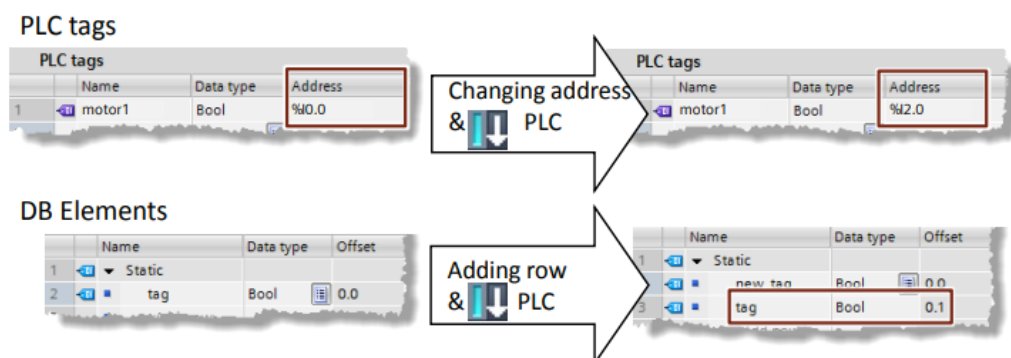 PLC tags
PLC tags
Name Data type Address
1 motor1 Bool %I0.0
Changing address
& PLC
PLC tags
Name Data type Address
motor1 Bool %I2.0
DB Elements
Name Data type Offset
1 Static
2 tag Bool 0.0
Adding row
& PLC
Name Data type Offset
1 Static
new_tag Bool 0.0
3 tag Bool 0.1